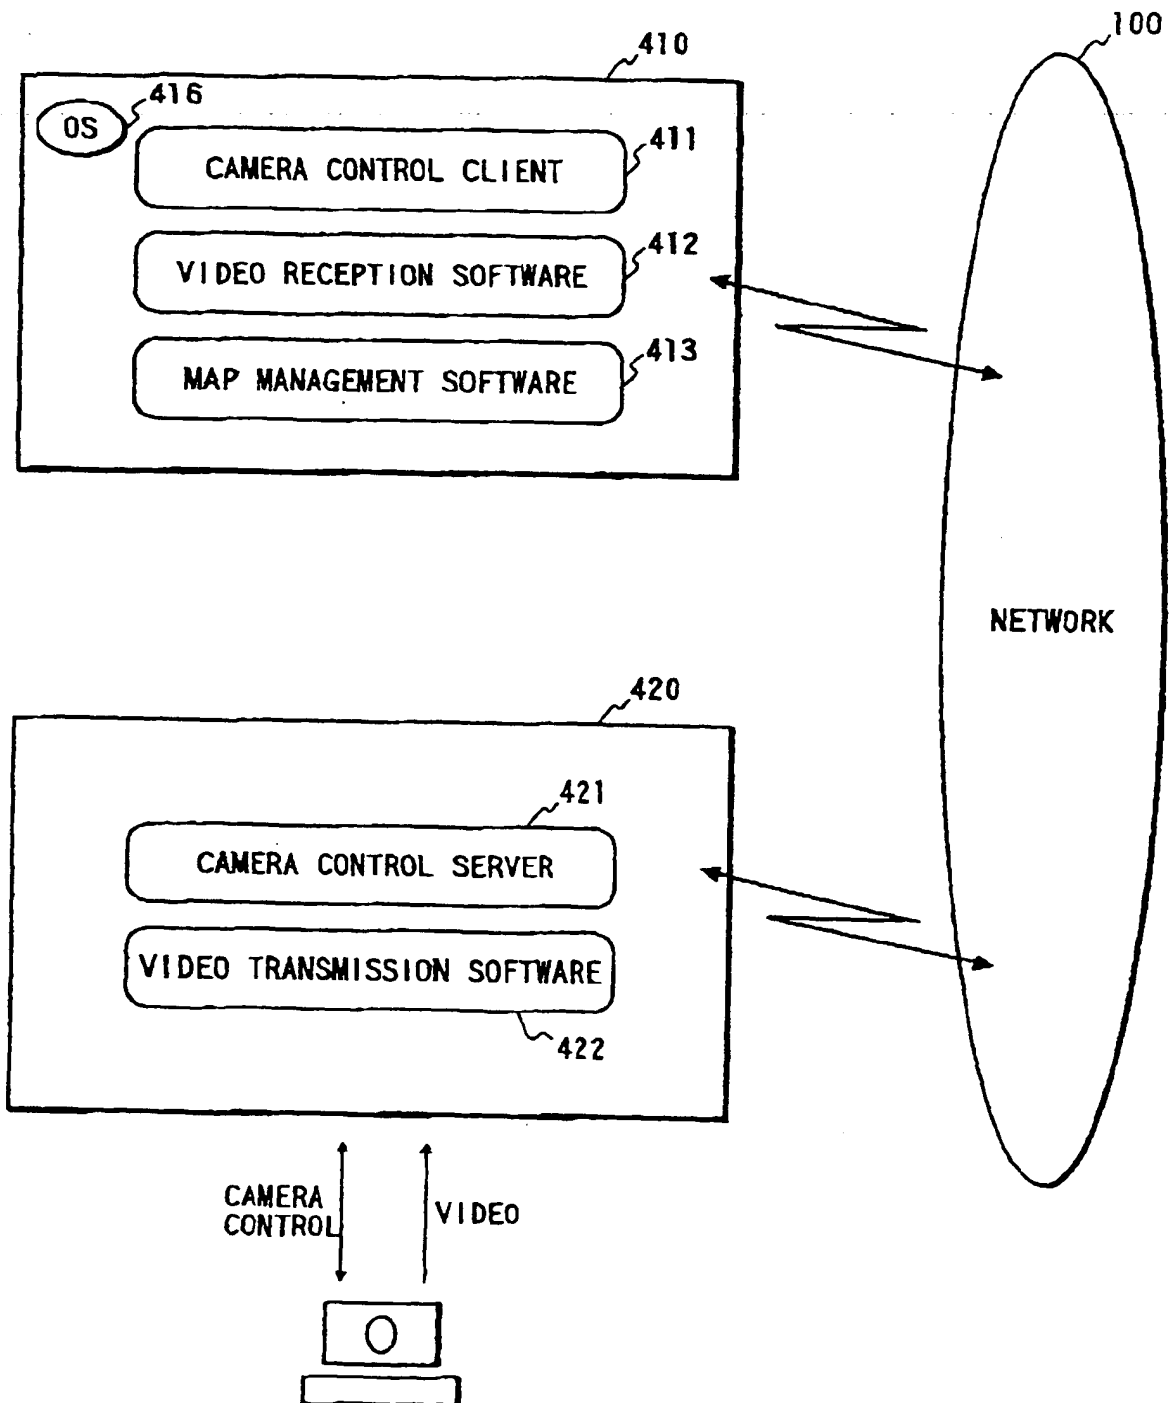 100
410
416
OS
411
CAMERA CONTROL CLIENT
412
VIDEO RECEPTION SOFTWARE
413
MAP MANAGEMENT SOFTWARE
NETWORK
420
421
CAMERA CONTROL SERVER
VIDEO TRANSMISSION SOFTWARE
422
CAMERA
CONTROL
VIDEO